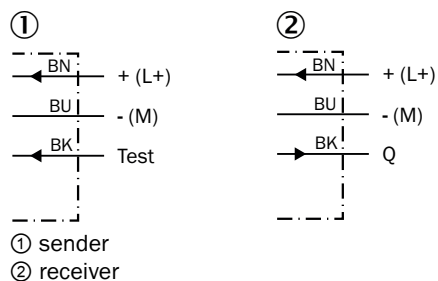 ① ②
BN + (L+) BN + (L+)
BU - (M) BU - (M)
BK Test BK Q
① sender
② receiver